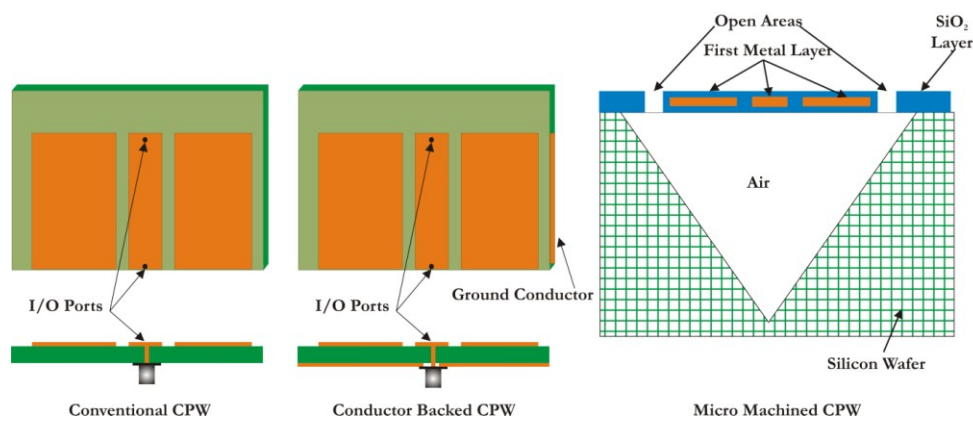 Open Areas
SiO₂
Layer
First Metal Layer
Air
I/O Ports
I/O Ports
Ground Conductor
Silicon Wafer
Conventional CPW
Conductor Backed CPW
Micro Machined CPW